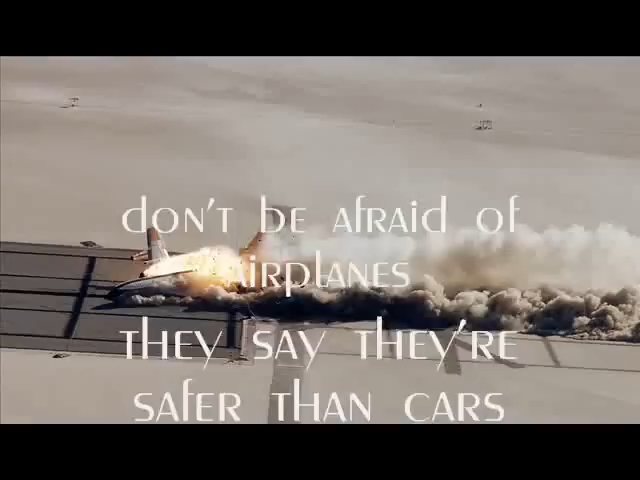 don't be afraid of
airplanes
they say they're
safer than cars